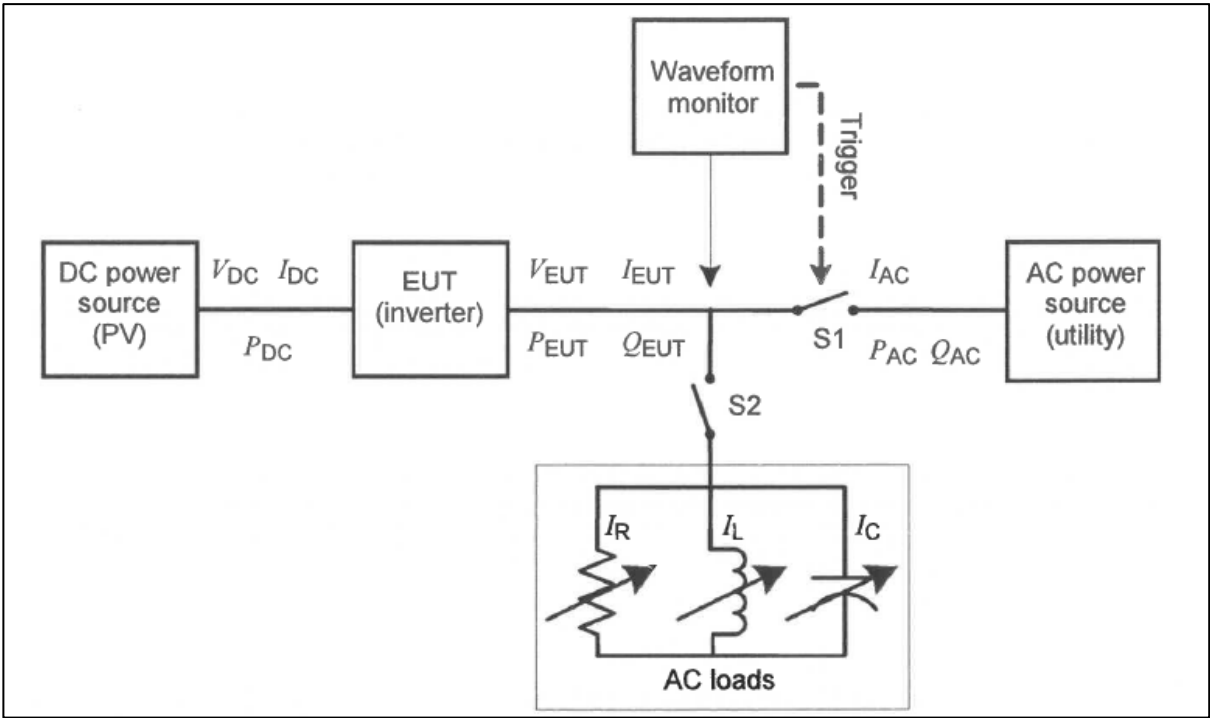 Waveform
monitor
Trigger
DC power
source
(PV)
V_DC I_DC
P_DC
EUT
(inverter)
V_EUT I_EUT
P_EUT Q_EUT
S1
I_AC
P_AC Q_AC
AC power
source
(utility)
S2
I_R I_L I_C
AC loads